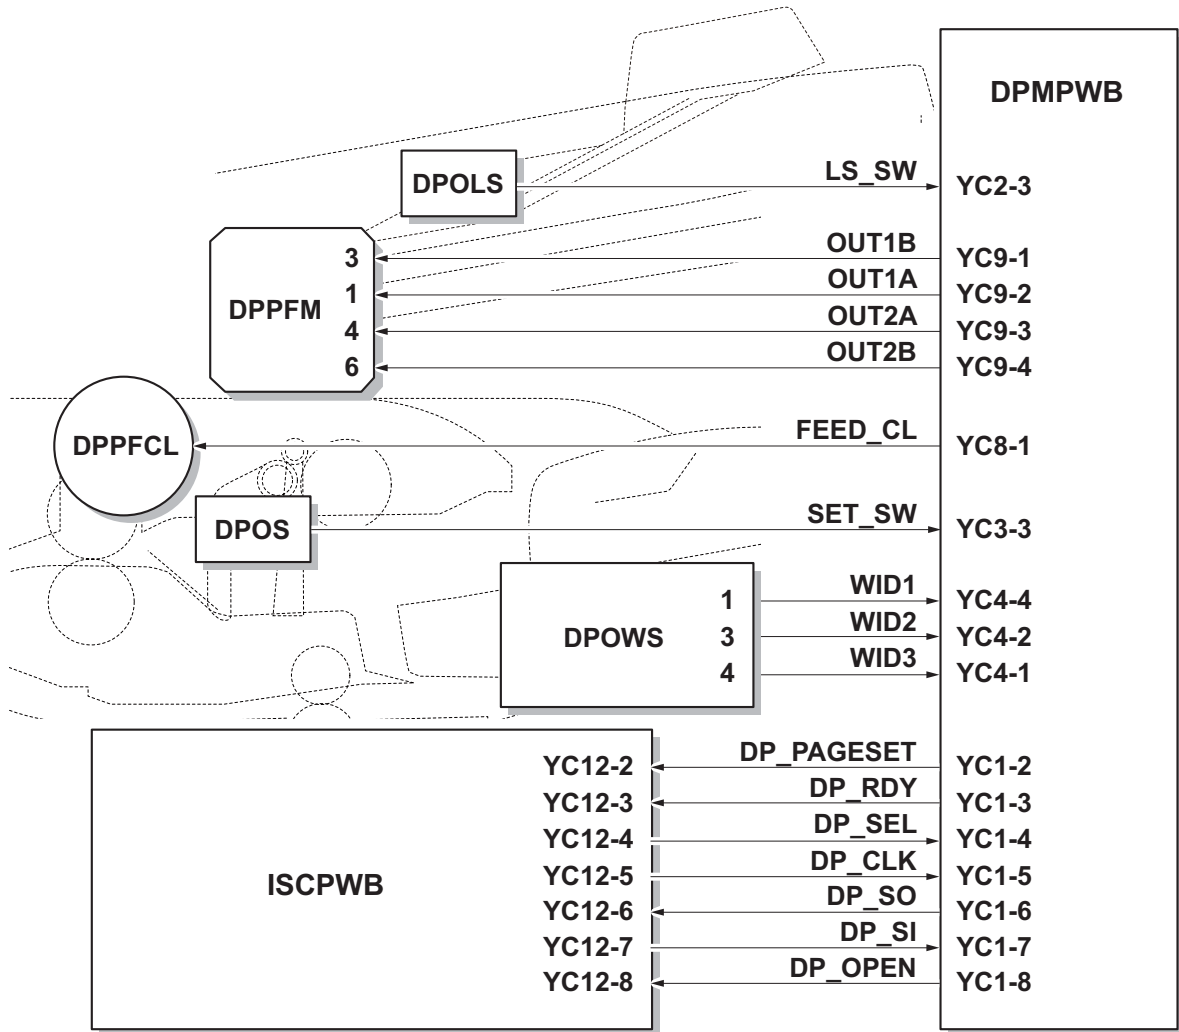 DPMPWB
DPOLS LS_SW YC2-3
DPPFM
3 OUT1B YC9-1
1 OUT1A YC9-2
4 OUT2A YC9-3
6 OUT2B YC9-4
DPPFCL FEED_CL YC8-1
DPOS SET_SW YC3-3
DPOWS
1 WID1 YC4-4
3 WID2 YC4-2
4 WID3 YC4-1
ISCPWB
YC12-2 DP_PAGESET YC1-2
YC12-3 DP_RDY YC1-3
YC12-4 DP_SEL YC1-4
YC12-5 DP_CLK YC1-5
YC12-6 DP_SO YC1-6
YC12-7 DP_SI YC1-7
YC12-8 DP_OPEN YC1-8